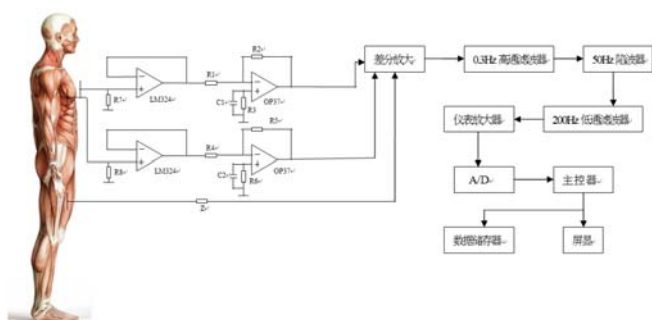 R2
差分放大
0.3Hz 高通滤波器
50Hz 陷波器
R1
R7
LM324
C1
R3
OP37
R5
仪表放大器
200Hz 低通滤波器
R4
R8
LM324
C2
R6
OP37
A/D
主控器
Z
数据储存器
屏显